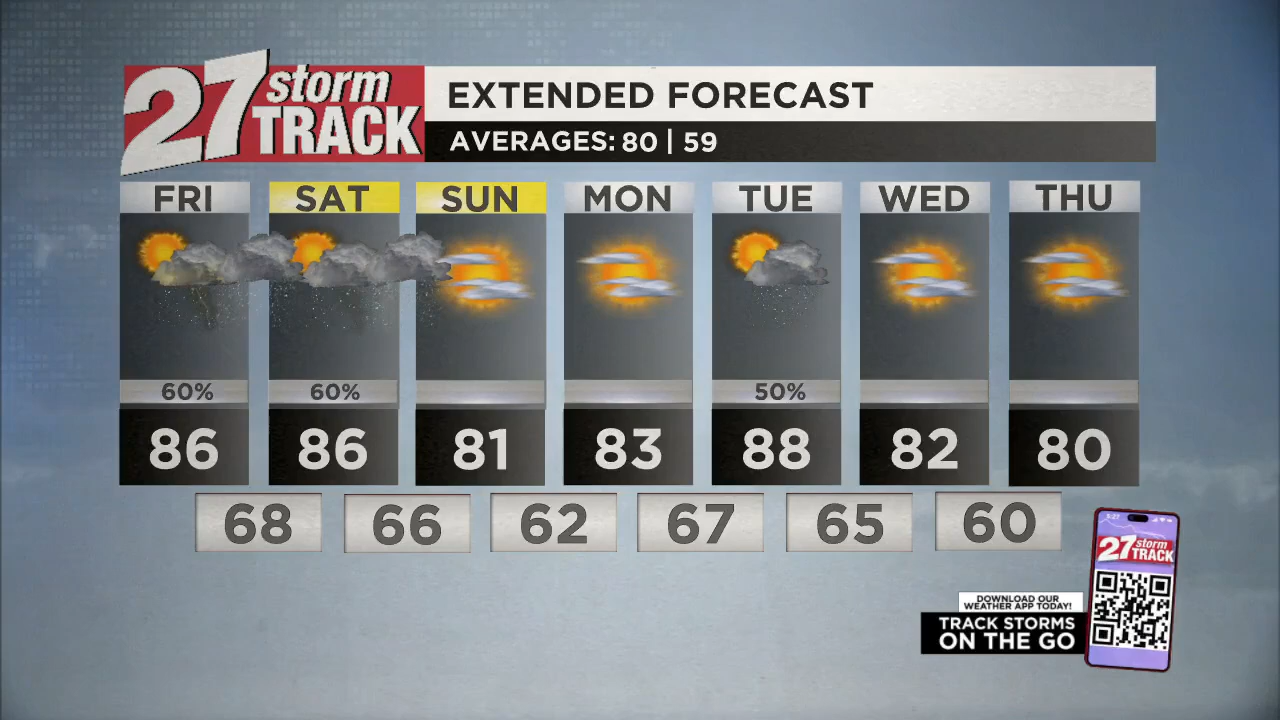 27 storm TRACK
EXTENDED FORECAST
AVERAGES: 80 | 59
FRI SAT SUN MON TUE WED THU
60% 60% 50%
86 86 81 83 88 82 80
68 66 62 67 65 60
27 storm TRACK
DOWNLOAD OUR
WEATHER APP TODAY!
TRACK STORMS
ON THE GO